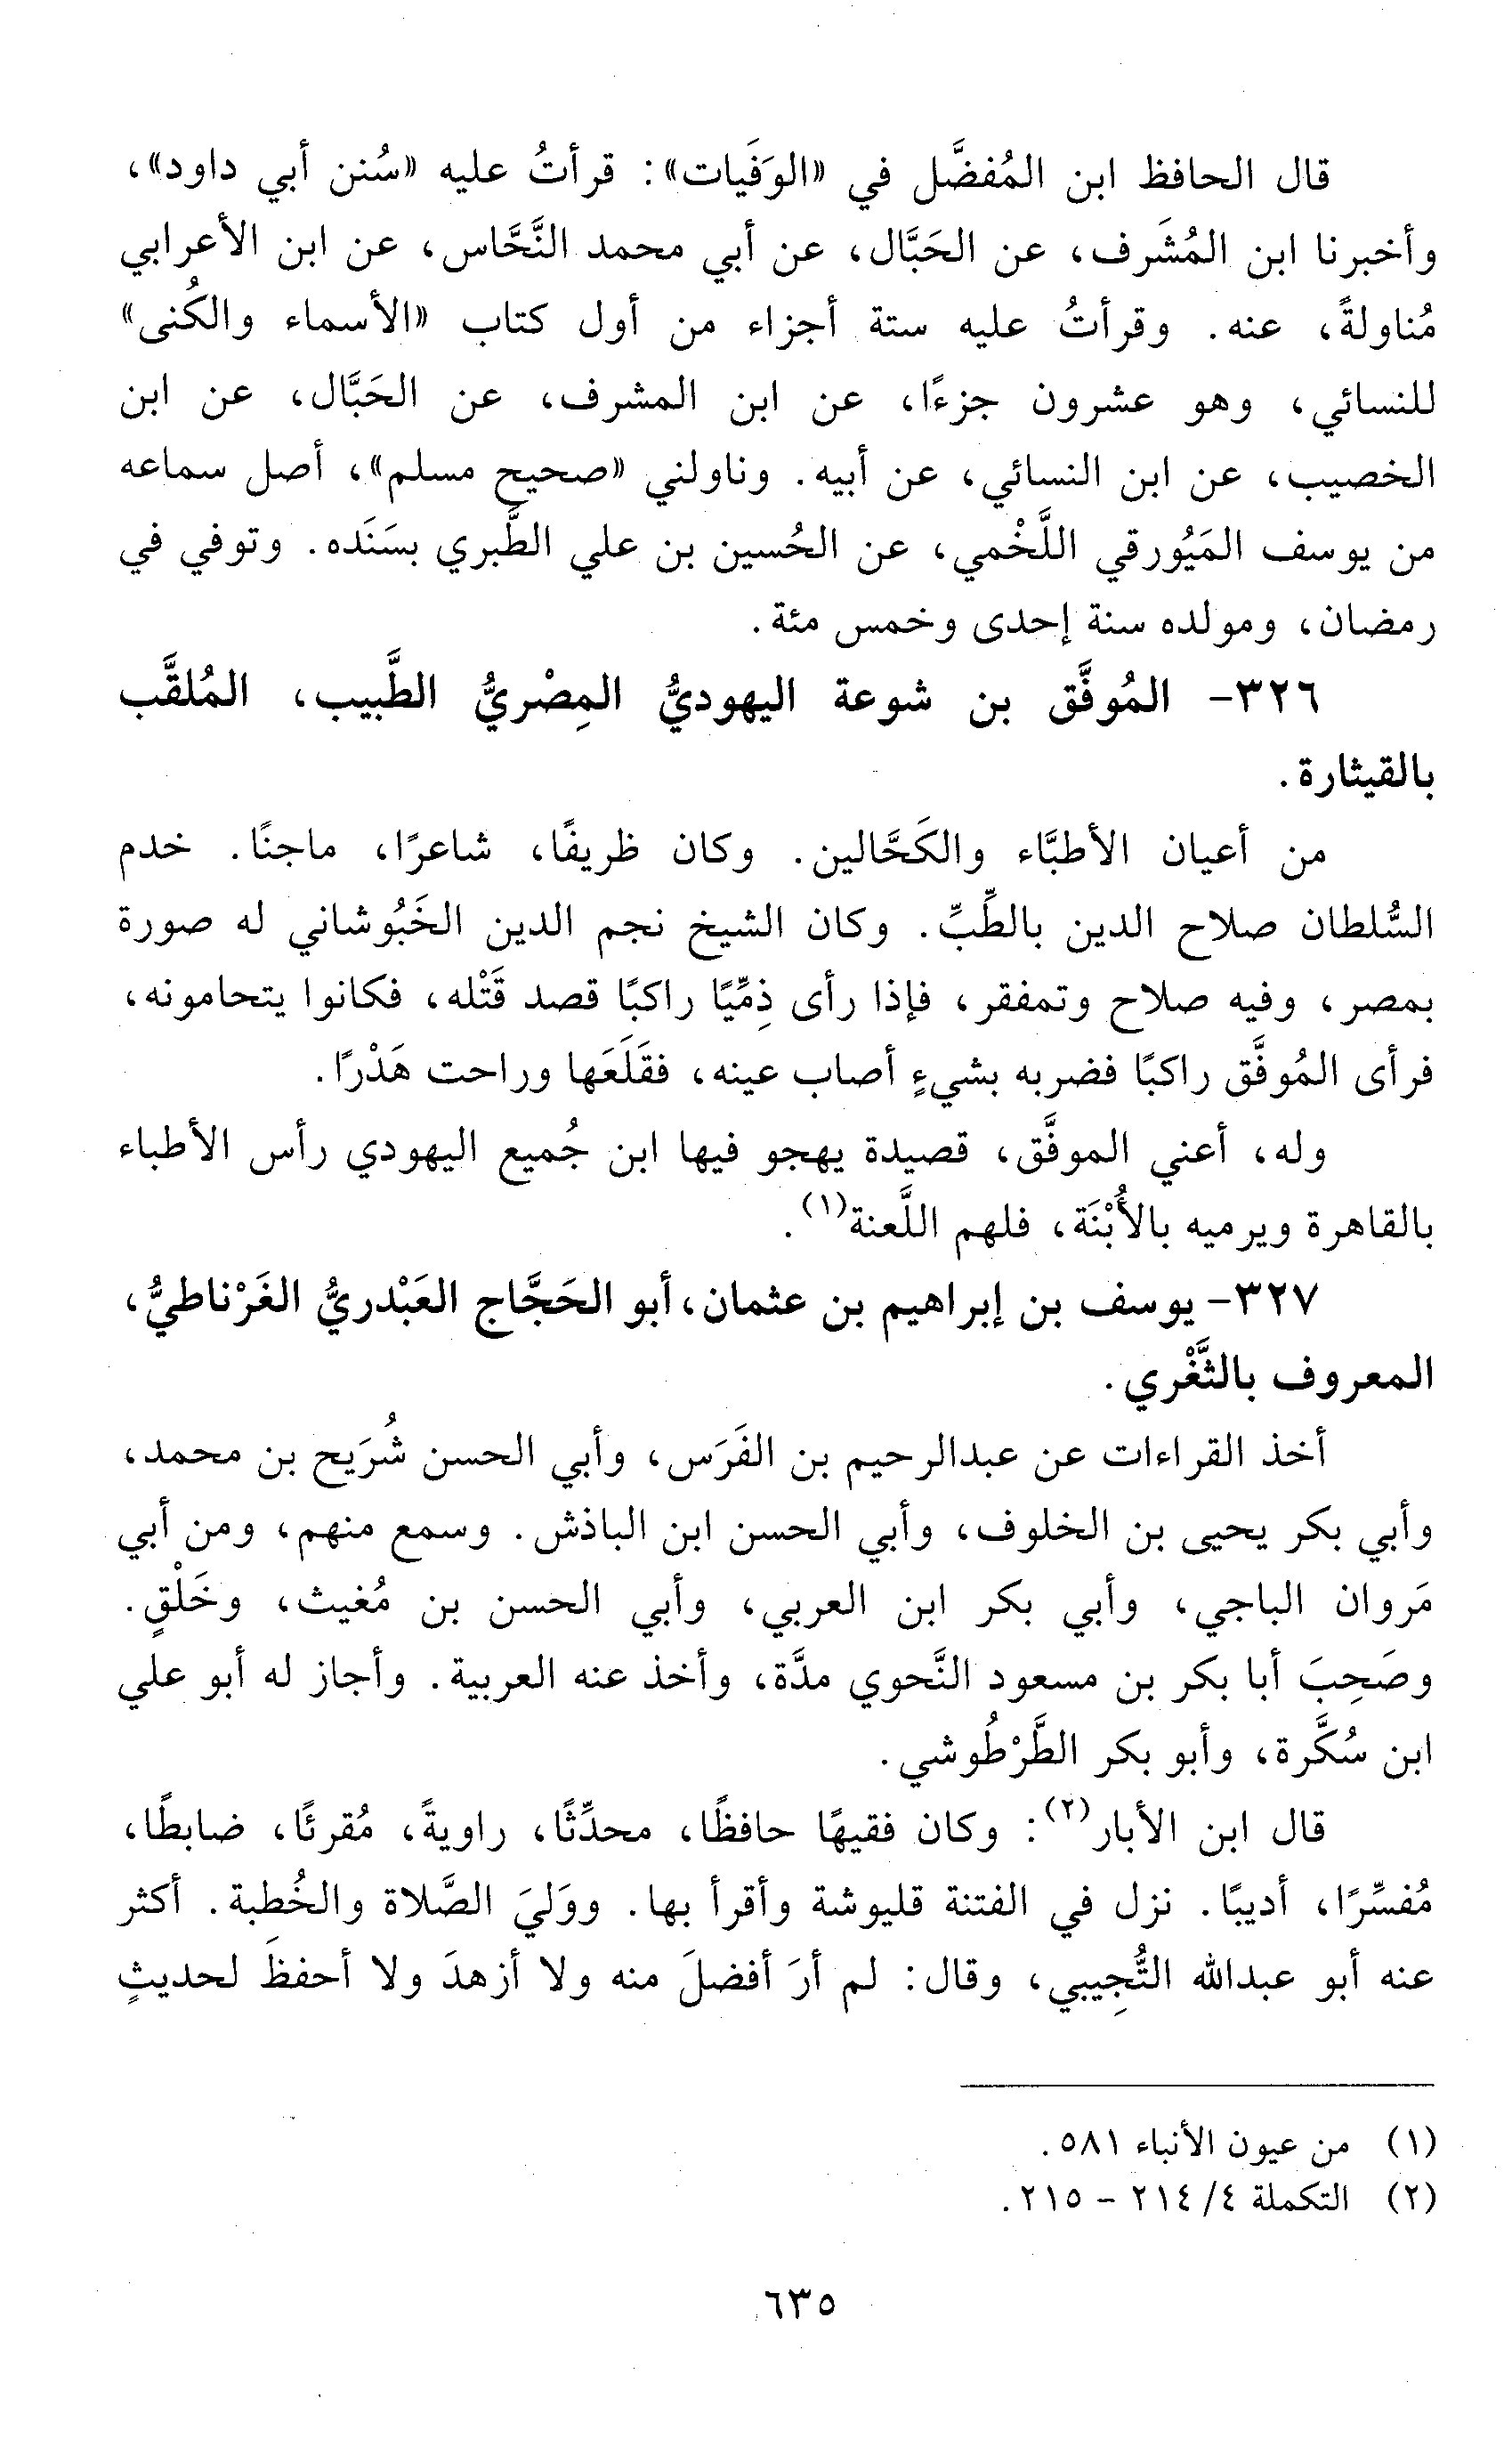 قال الحافظ ابن المُفضَّل في «الوَفَيات»: قرأتُ عليه «سُنن أبي داود»،
وأخبرنا ابن المُشَرف، عن الحَبَّال، عن أبي محمد النَّحَّاس، عن ابن الأعرابي
مُناولةً، عنه. وقرأتُ عليه ستة أجزاء من أول كتاب «الأسماء والكُنى»
للنسائي، وهو عشرون جزءًا، عن ابن المشرف، عن الحَبَّال، عن ابن
الخصيب، عن ابن النسائي، عن أبيه. وناولني «صحيح مسلم»، أصل سماعه
من يوسف المَيُورقي اللَّخْمي، عن الحُسين بن علي الطَّبري بسَنَده. وتوفي في
رمضان، ومولده سنة إحدى وخمس مئة.
٣٢٦- المُوفَّق بن شوعة اليهوديُّ المِصْريُّ الطَّبيب، المُلقَّب
بالقيثارة.
من أعيان الأطبَّاء والكَحَّالين. وكان ظريفًا، شاعرًا، ماجنًا. خدم
السُّلطان صلاح الدين بالطِّبِّ. وكان الشيخ نجم الدين الخَبُوشاني له صورة
بمصر، وفيه صلاح وتمفقر، فإذا رأى ذِمِّيًا راكبًا قصد قَتْله، فكانوا يتحامونه،
فرأى المُوفَّق راكبًا فضربه بشيءٍ أصاب عينه، فقَلَعَها وراحت هَدْرًا.
وله، أعني الموفَّق، قصيدة يهجو فيها ابن جُميع اليهودي رأس الأطباء
بالقاهرة ويرميه بالأُبْنَة، فلهم اللَّعنة(١).
٣٢٧- يوسف بن إبراهيم بن عثمان، أبو الحَجَّاج العَبْدريُّ الغَرْناطيُّ،
المعروف بالثَّغْري.
أخذ القراءات عن عبدالرحيم بن الفَرَس، وأبي الحسن شُرَيح بن محمد،
وأبي بكر يحيى بن الخلوف، وأبي الحسن ابن الباذش. وسمع منهم، ومن أبي
مَروان الباجي، وأبي بكر ابن العربي، وأبي الحسن بن مُغيث، وخَلْقٍ.
وصَحِبَ أبا بكر بن مسعود النَّحوي مدَّة، وأخذ عنه العربية. وأجاز له أبو علي
ابن سُكَّرة، وأبو بكر الطَّرْطُوشي.
قال ابن الأبار(٢): وكان فقيهًا حافظًا، محدِّثًا، راويةً، مُقرئًا، ضابطًا،
مُفسِّرًا، أديبًا. نزل في الفتنة قليوشة وأقرأ بها. ووَليَ الصَّلاة والخُطبة. أكثر
عنه أبو عبدالله التُّجِيبي، وقال: لم أرَ أفضلَ منه ولا أزهدَ ولا أحفظَ لحديثٍ
(١) من عيون الأنباء ٥٨١.
(٢) التكملة ٤/ ٢١٤ - ٢١٥.
٦٣٥